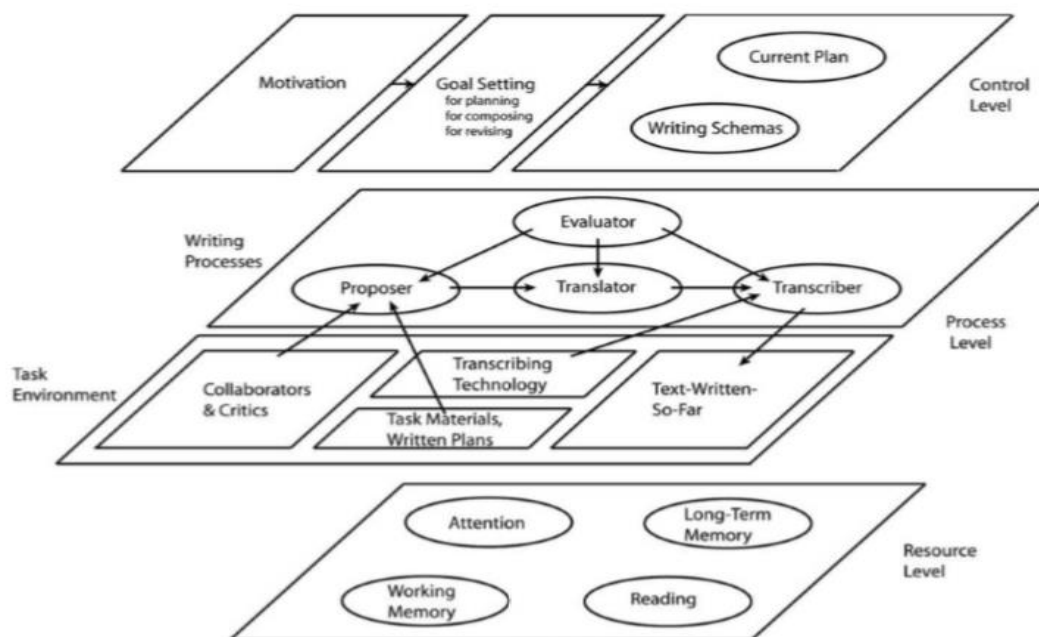 Motivation
Goal Setting
for planning
for composing
for revising
Current Plan
Writing Schemas
Control
Level
Writing
Processes
Evaluator
Proposer
Translator
Transcriber
Process
Level
Task
Environment
Collaborators
& Critics
Transcribing
Technology
Task Materials,
Written Plans
Text-Written-
So-Far
Attention
Long-Term
Memory
Working
Memory
Reading
Resource
Level